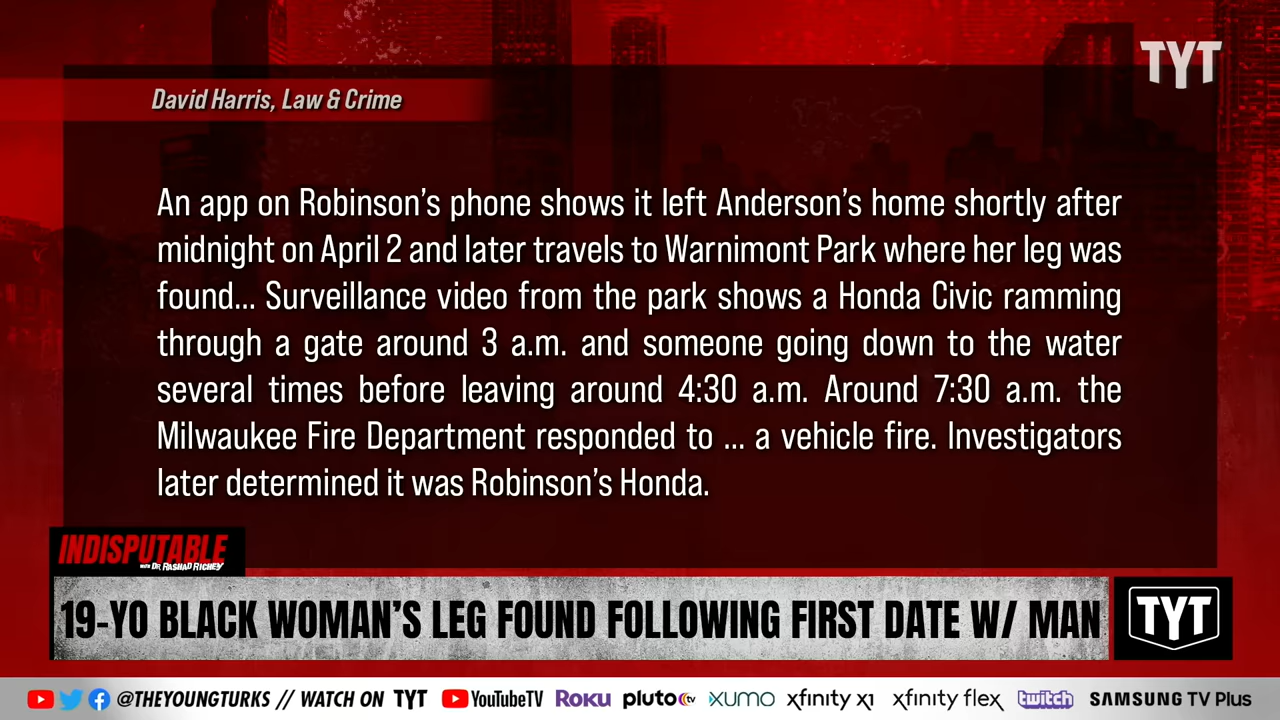 TYT
David Harris, Law & Crime
An app on Robinson's phone shows it left Anderson's home shortly after
midnight on April 2 and later travels to Warnimont Park where her leg was
found... Surveillance video from the park shows a Honda Civic ramming
through a gate around 3 a.m. and someone going down to the water
several times before leaving around 4:30 a.m. Around 7:30 a.m. the
Milwaukee Fire Department responded to ... a vehicle fire. Investigators
later determined it was Robinson's Honda.
INDISPUTABLE
WITH DR. RASHAD RICHEY
19-YO BLACK WOMAN'S LEG FOUND FOLLOWING FIRST DATE W/ MAN
TYT
@THEYOUNGTURKS // WATCH ON TYT YouTubeTV ROKU pluto tv XUMO xfinity x1 xfinity flex twitch SAMSUNG TV Plus